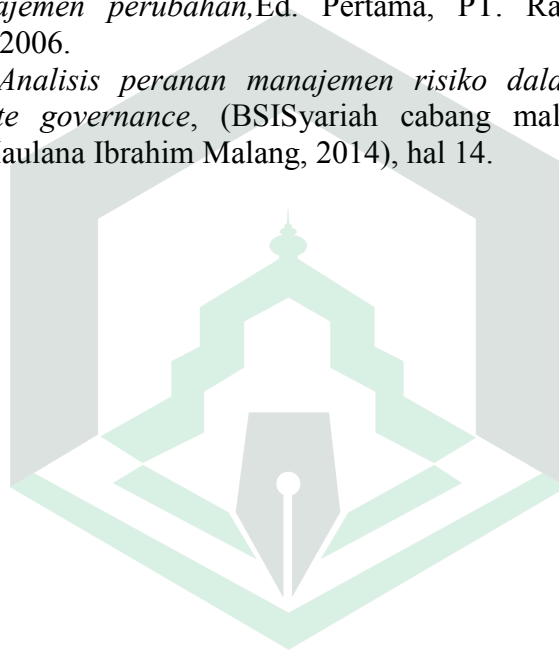 ajemen perubahan,Ed. Pertama, PT. Ra
2006.
Analisis peranan manajemen risiko dala
te governance, (BSISyariah cabang mal
aulana Ibrahim Malang, 2014), hal 14.